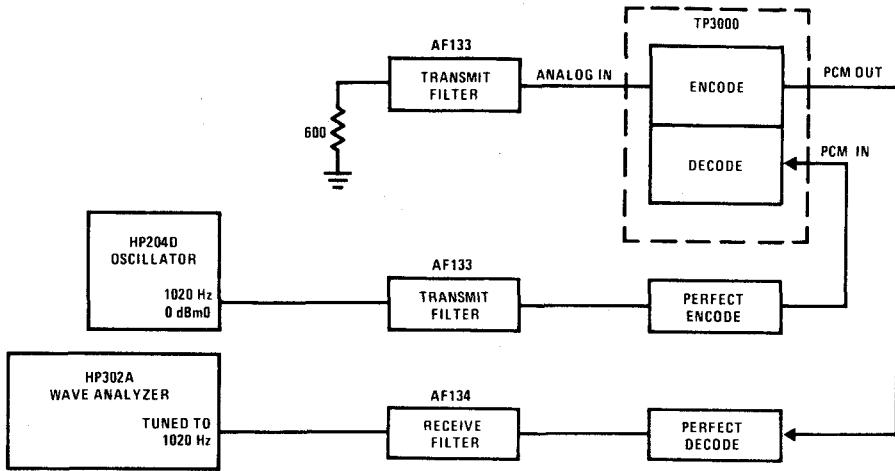 TP3000
AF133
TRANSMIT
FILTER
ANALOG IN
ENCODE
PCM OUT
600
DECODE
PCM IN
HP204D
OSCILLATOR
1020 Hz
0 dBm0
AF133
TRANSMIT
FILTER
PERFECT
ENCODE
HP302A
WAVE ANALYZER
TUNED TO
1020 Hz
AF134
RECEIVE
FILTER
PERFECT
DECODE